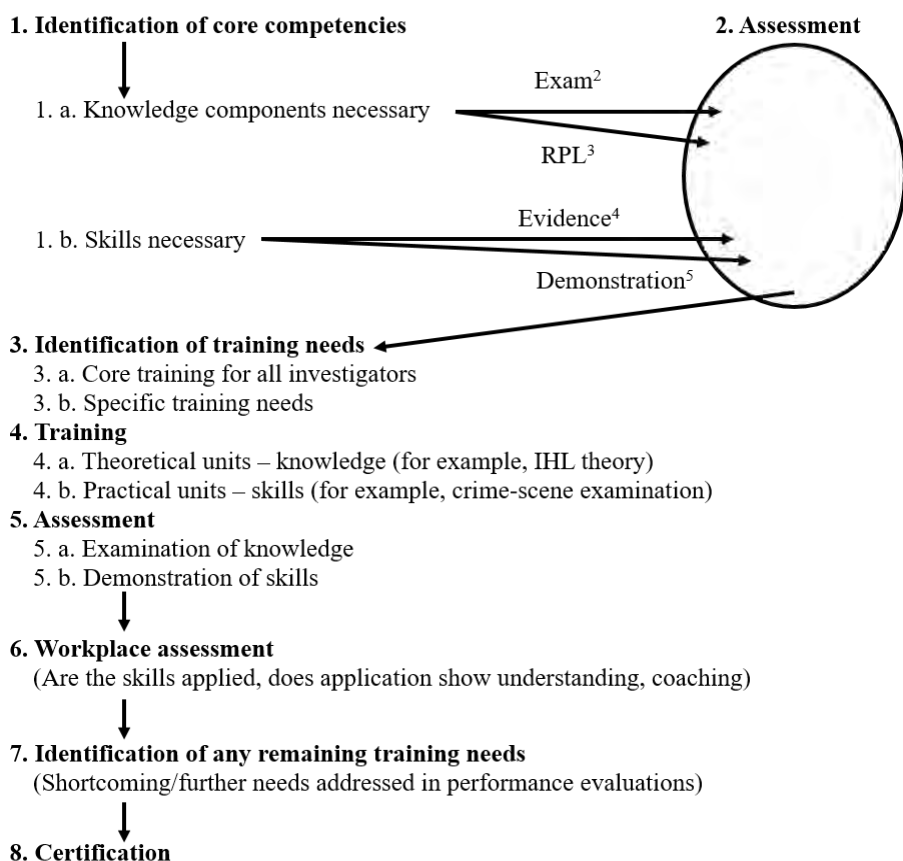 1. Identification of core competencies
2. Assessment
Exam²
1. a. Knowledge components necessary
RPL³
Evidence⁴
1. b. Skills necessary
Demonstration⁵
3. Identification of training needs
3. a. Core training for all investigators
3. b. Specific training needs
4. Training
4. a. Theoretical units – knowledge (for example, IHL theory)
4. b. Practical units – skills (for example, crime-scene examination)
5. Assessment
5. a. Examination of knowledge
5. b. Demonstration of skills
6. Workplace assessment
(Are the skills applied, does application show understanding, coaching)
7. Identification of any remaining training needs
(Shortcoming/further needs addressed in performance evaluations)
8. Certification